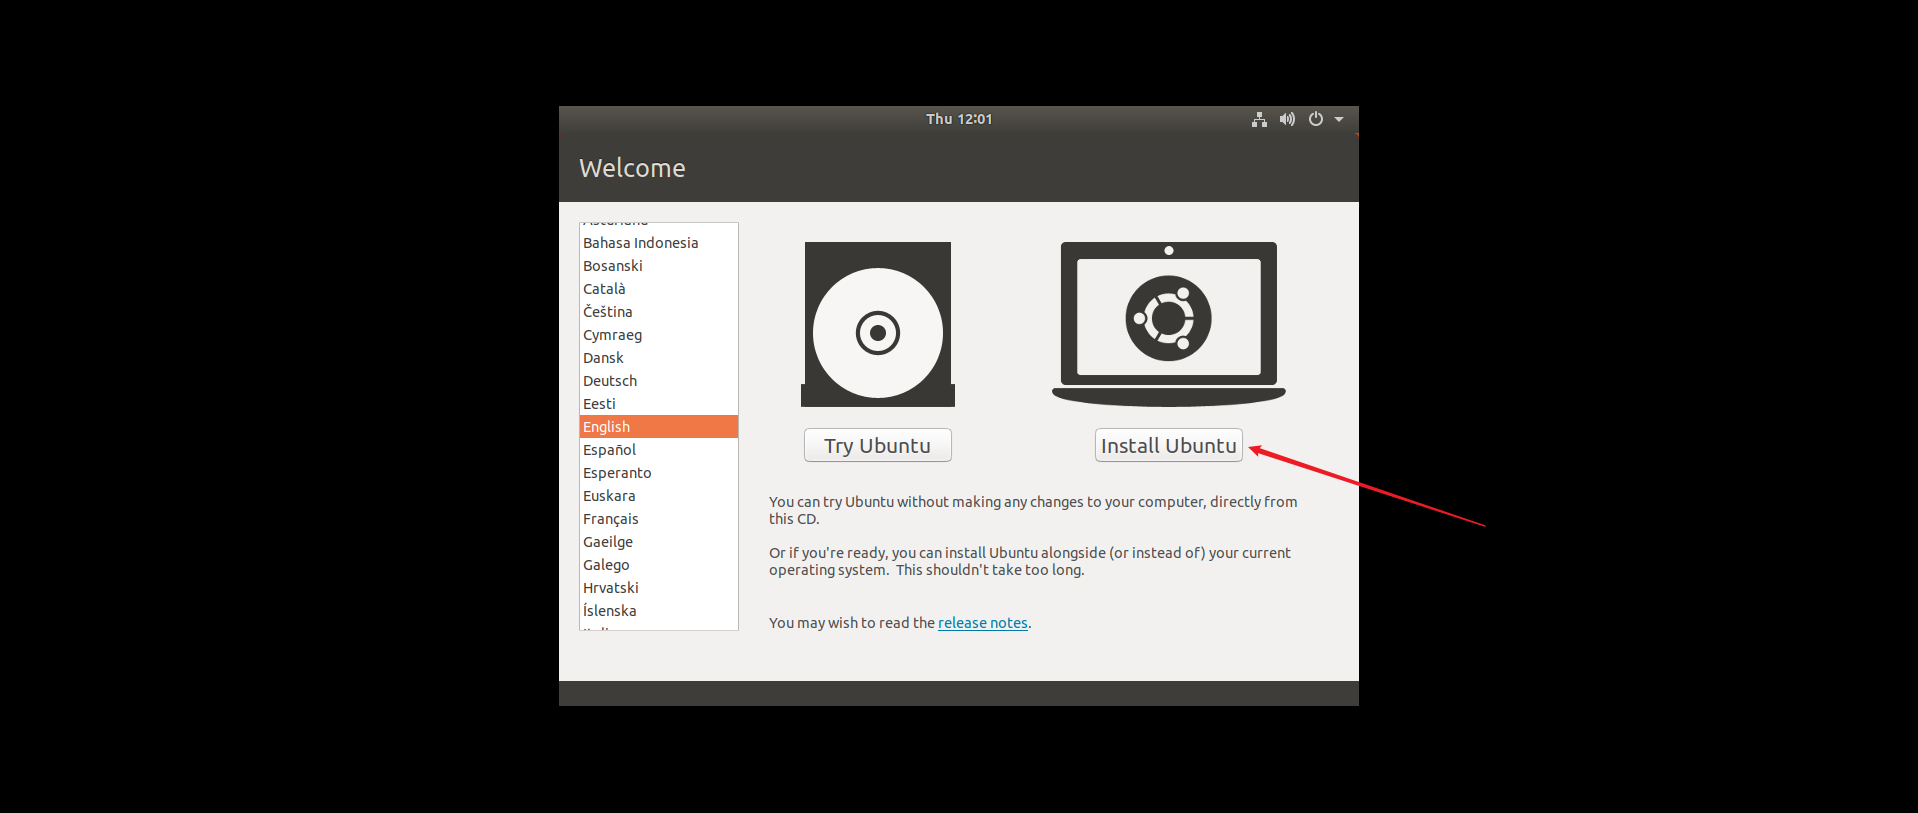 Thu 12:01
Welcome
Bahasa Indonesia
Bosanski
Català
Čeština
Cymraeg
Dansk
Deutsch
Eesti
English
Español
Esperanto
Euskara
Français
Gaeilge
Galego
Hrvatski
Íslenska
Try Ubuntu
Install Ubuntu
You can try Ubuntu without making any changes to your computer, directly from
this CD.
Or if you're ready, you can install Ubuntu alongside (or instead of) your current
operating system.  This shouldn't take too long.
You may wish to read the release notes.